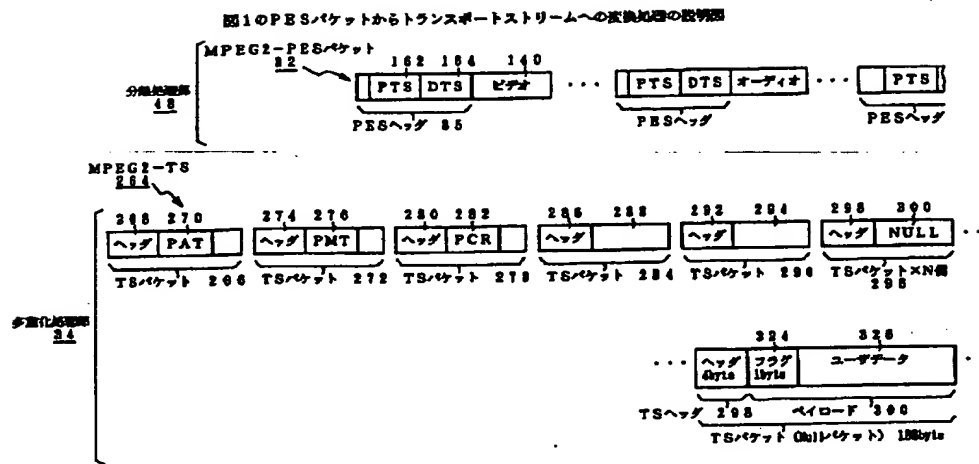 図1のPESパケットからトランスポートストリームへの変換処理の説明図
MPEG2-PESパケット
32
162 164 140
分離処理部
48
PTS DTS ビデオ ・・・ PTS DTS オーディオ ・・・ PTS
PESヘッダ 35 PESヘッダ PESヘッダ
MPEG2-TS
264
268 270 274 276 280 282 286 288 292 294 298 300
ヘッダ PAT ヘッダ PMT ヘッダ PCR ヘッダ ヘッダ ヘッダ NULL ・・
TSパケット 266 TSパケット 272 TSパケット 278 TSパケット 284 TSパケット 290 TSパケット×N個
296
多重化処理部
34
324 326
・・・ ヘッダ フラグ ユーザデータ ・
4byte 1byte
TSヘッダ 298 ペイロード 300
TSパケット (Nullパケット) 188byte